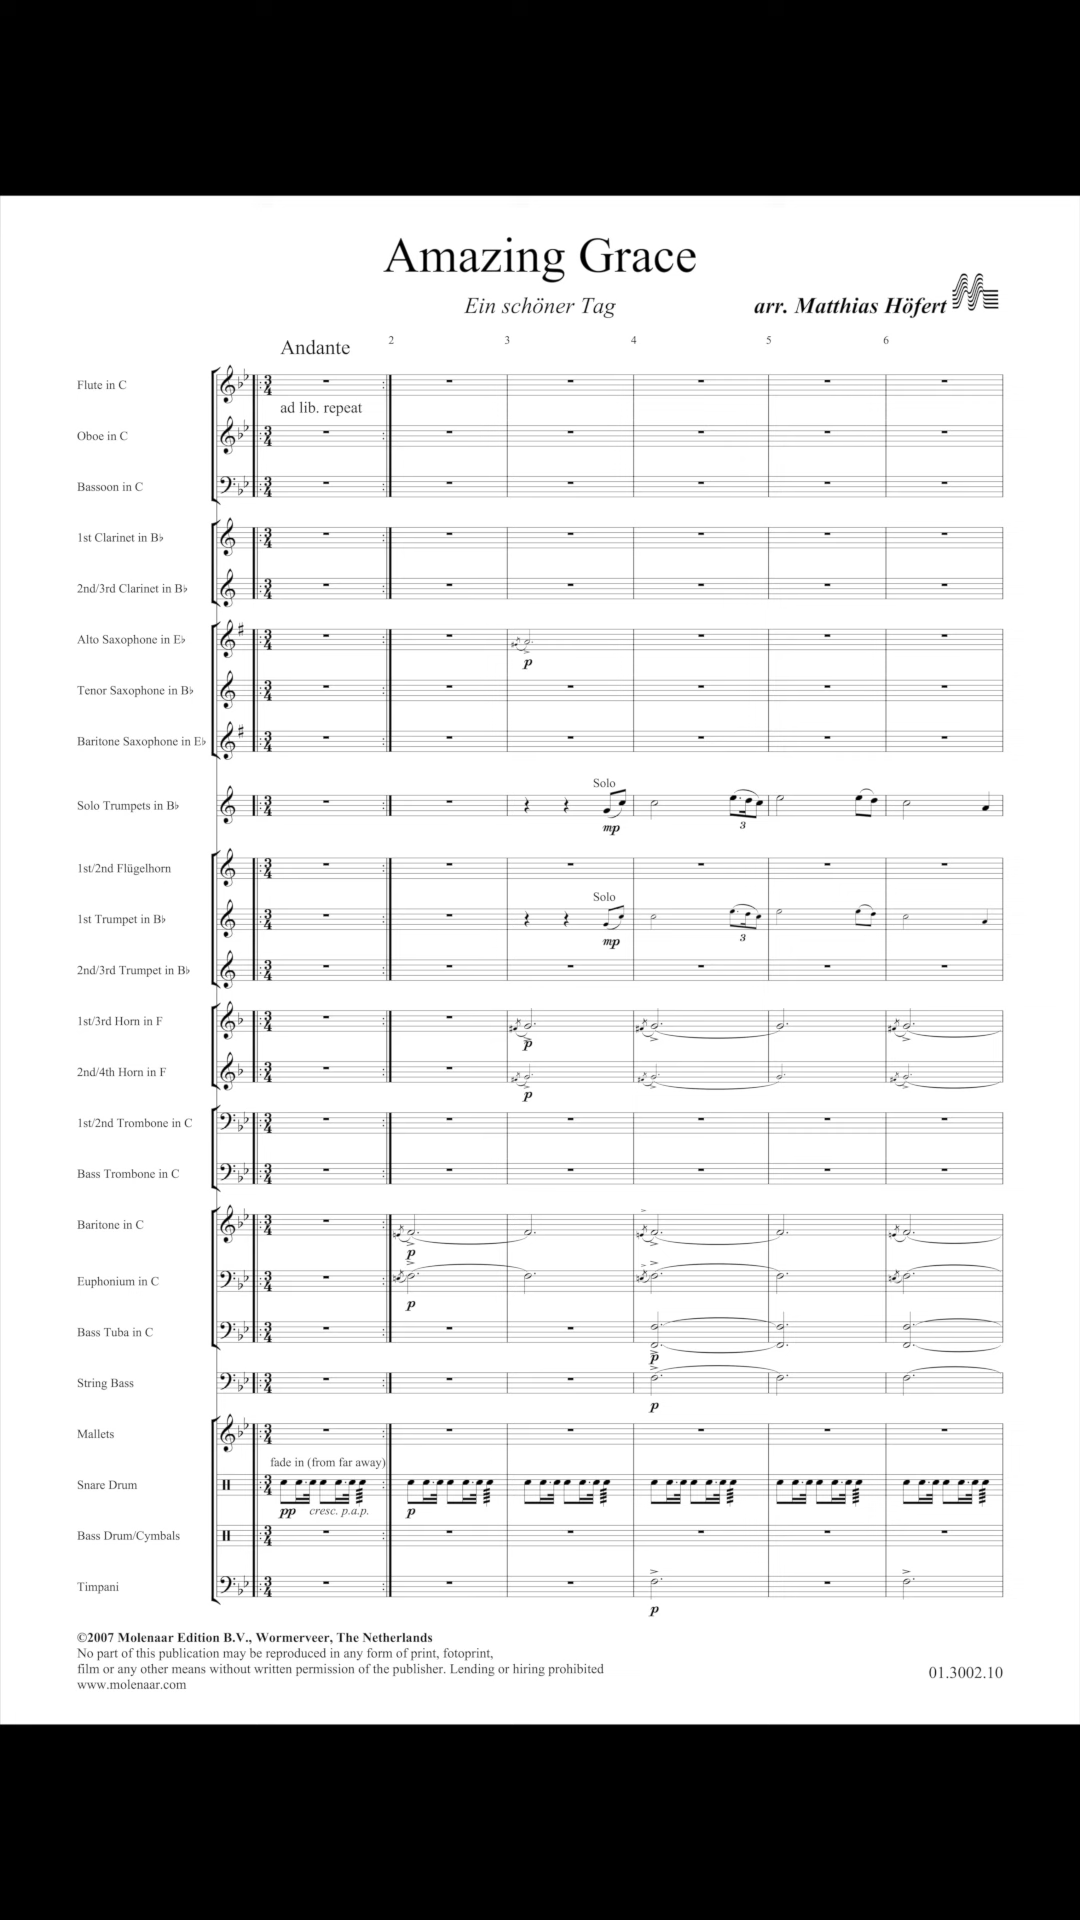 Amazing Grace
Ein schöner Tag
arr. Matthias Höfert
Andante
2 3 4 5 6
Flute in C
ad lib. repeat
Oboe in C
Bassoon in C
1st Clarinet in B♭
2nd/3rd Clarinet in B♭
Alto Saxophone in E♭
p
Tenor Saxophone in B♭
Baritone Saxophone in E♭
Solo
Solo Trumpets in B♭
mp 3
1st/2nd Flügelhorn
Solo
1st Trumpet in B♭
mp 3
2nd/3rd Trumpet in B♭
1st/3rd Horn in F
p
2nd/4th Horn in F
p
1st/2nd Trombone in C
Bass Trombone in C
Baritone in C
p
Euphonium in C
p
Bass Tuba in C
p
String Bass
p
Mallets
fade in (from far away)
Snare Drum
pp cresc. p.a.p. p
Bass Drum/Cymbals
Timpani
p
©2007 Molenaar Edition B.V., Wormerveer, The Netherlands
No part of this publication may be reproduced in any form of print, fotoprint,
film or any other means without written permission of the publisher. Lending or hiring prohibited
www.molenaar.com
01.3002.10